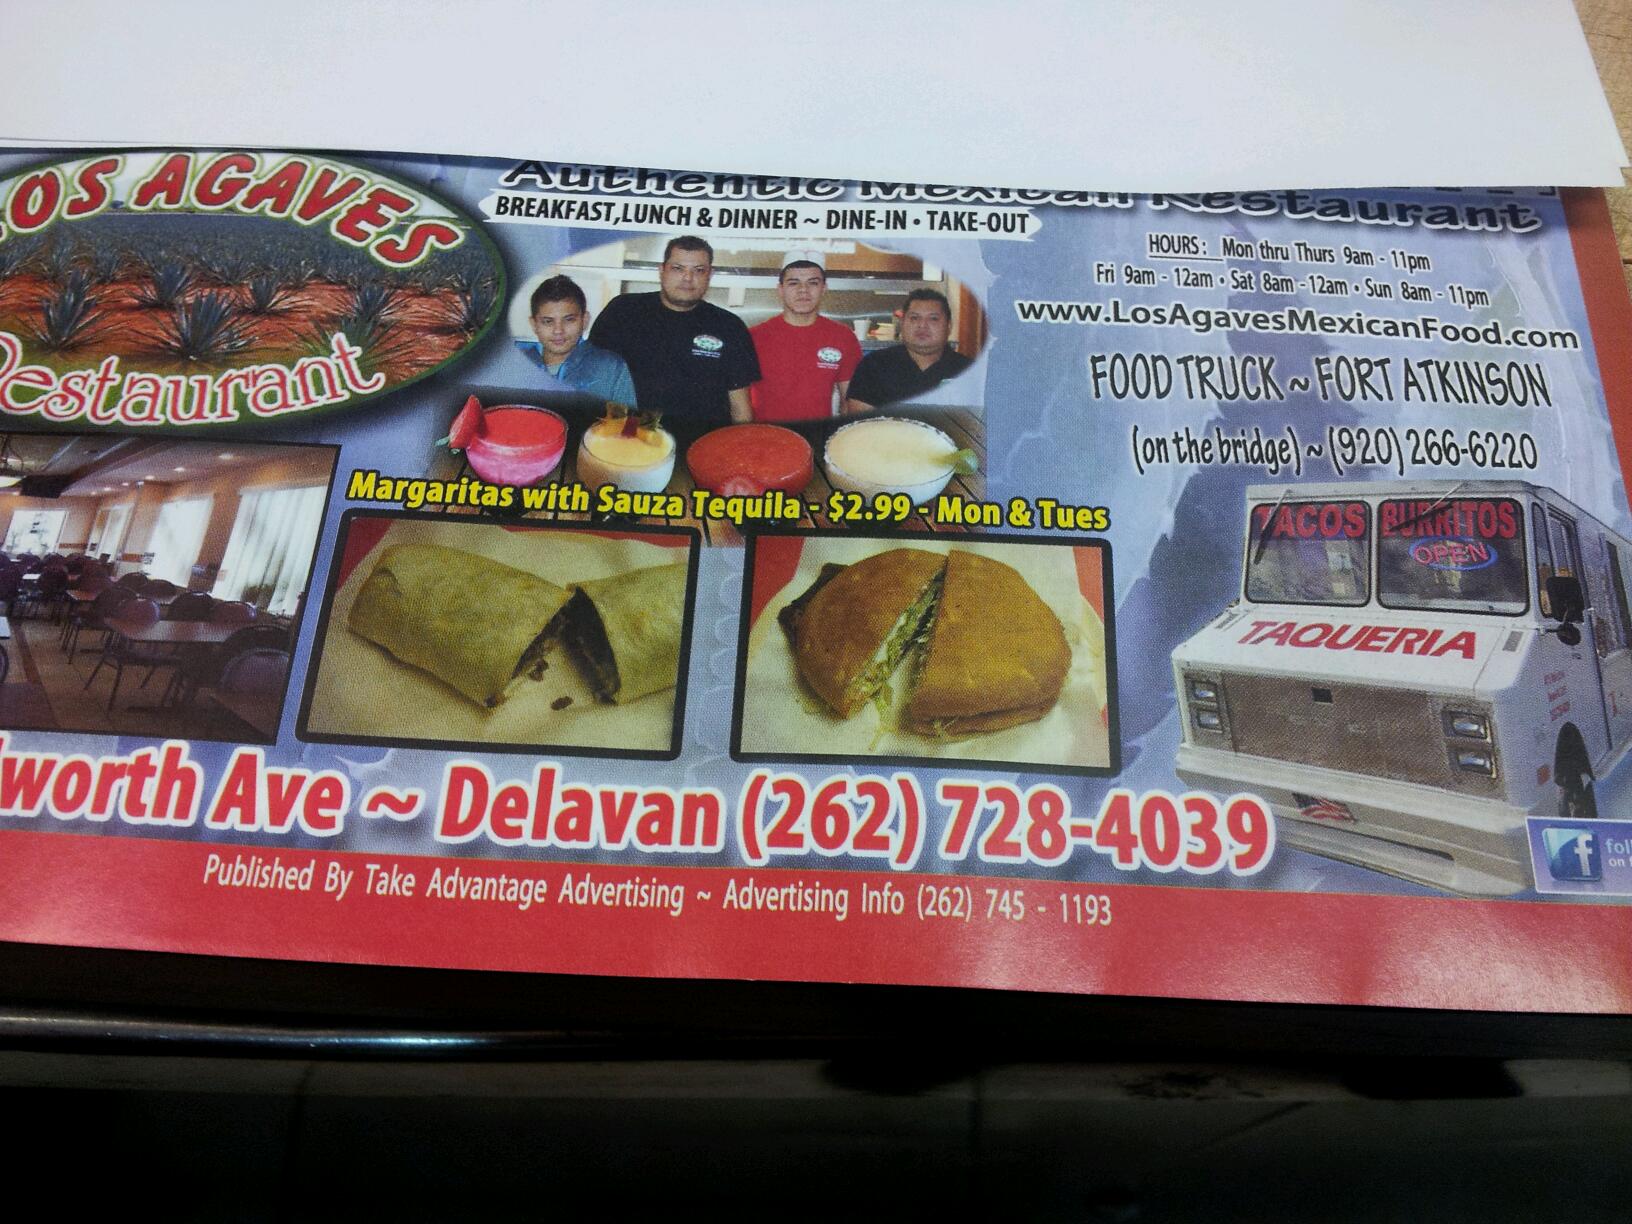 LOS AGAVES
Restaurant
Authentic Mexican Restaurant
BREAKFAST, LUNCH & DINNER ~ DINE-IN • TAKE-OUT
HOURS: Mon thru Thurs 9am - 11pm
Fri 9am - 12am • Sat 8am - 12am • Sun 8am - 11pm
www.LosAgavesMexicanFood.com
FOOD TRUCK ~ FORT ATKINSON
(on the bridge) ~ (920) 266-6220
Margaritas with Sauza Tequila - $2.99 - Mon & Tues
TACOS BURRITOS
OPEN
TAQUERIA
lworth Ave ~ Delavan (262) 728-4039
f fol
on f
Published By Take Advantage Advertising ~ Advertising Info (262) 745 - 1193